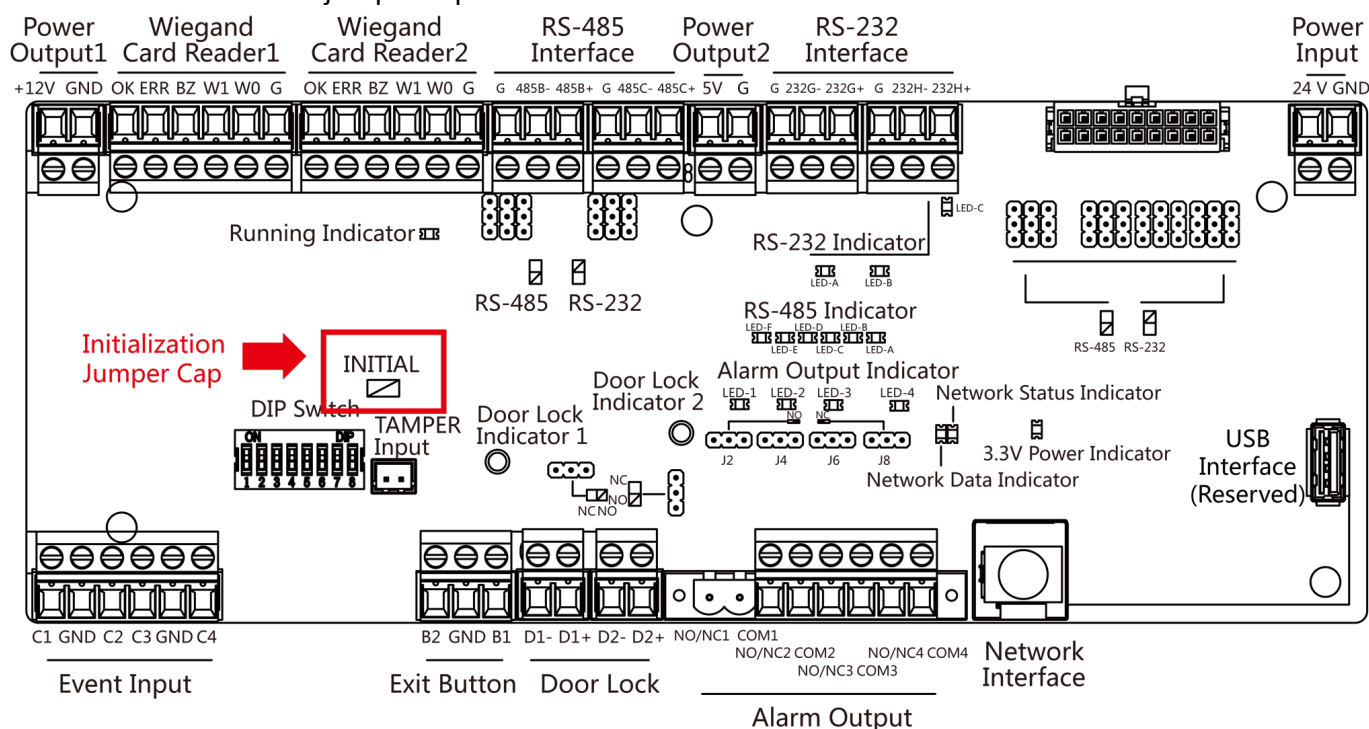 Power Output1
Wiegand Card Reader1
Wiegand Card Reader2
RS-485 Interface
Power Output2
RS-232 Interface
Power Input
+12V GND
OK ERR BZ W1 W0 G
OK ERR BZ W1 W0 G
G 485B- 485B+ G 485C- 485C+
5V G
G 232G- 232G+ G 232H- 232H+
24 V GND
LED-C
Running Indicator
RS-232 Indicator
LED-A LED-B
RS-485 RS-232
RS-485 Indicator
LED-F LED-D LED-B
LED-E LED-C LED-A
RS-485 RS-232
Initialization
Jumper Cap
INITIAL
Alarm Output Indicator
LED-1 LED-2 LED-3 LED-4
NO NC
J2 J4 J6 J8
Door Lock
Indicator 2
Network Status Indicator
DIP Switch
ON DIP
1 2 3 4 5 6 7 8
TAMPER
Input
Door Lock
Indicator 1
3.3V Power Indicator
Network Data Indicator
USB
Interface
(Reserved)
NC
NO
NC NO
C1 GND C2 C3 GND C4
B2 GND B1
D1- D1+ D2- D2+
NO/NC1 COM1
NO/NC2 COM2
NO/NC3 COM3
NO/NC4 COM4
Event Input
Exit Button
Door Lock
Alarm Output
Network
Interface